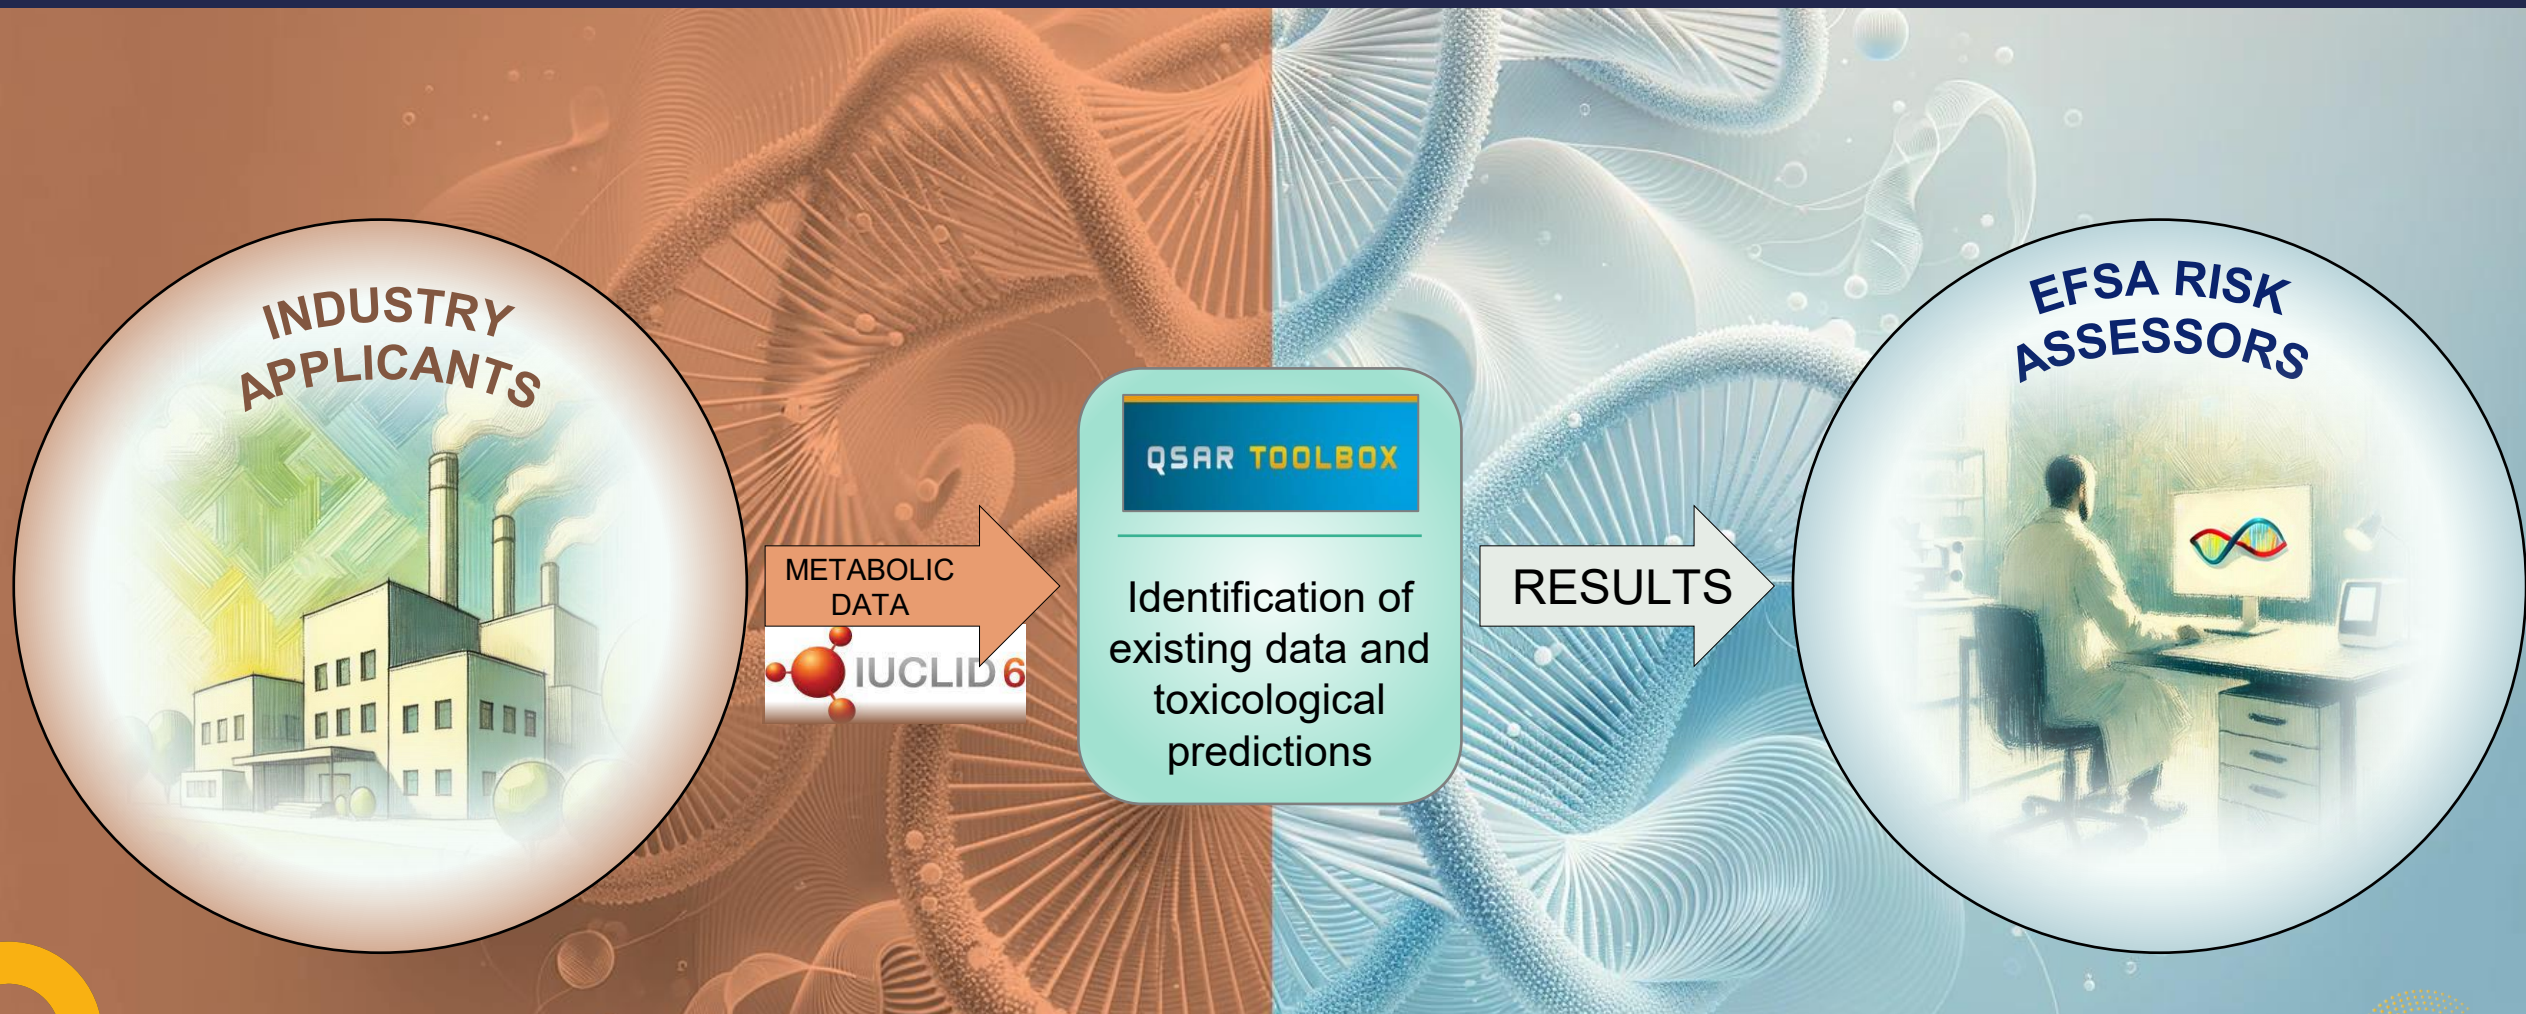 INDUSTRY
APPLICANTS
METABOLIC
DATA
IUCLID 6
QSAR TOOLBOX
Identification of
existing data and
toxicological
predictions
RESULTS
EFSA RISK
ASSESSORS